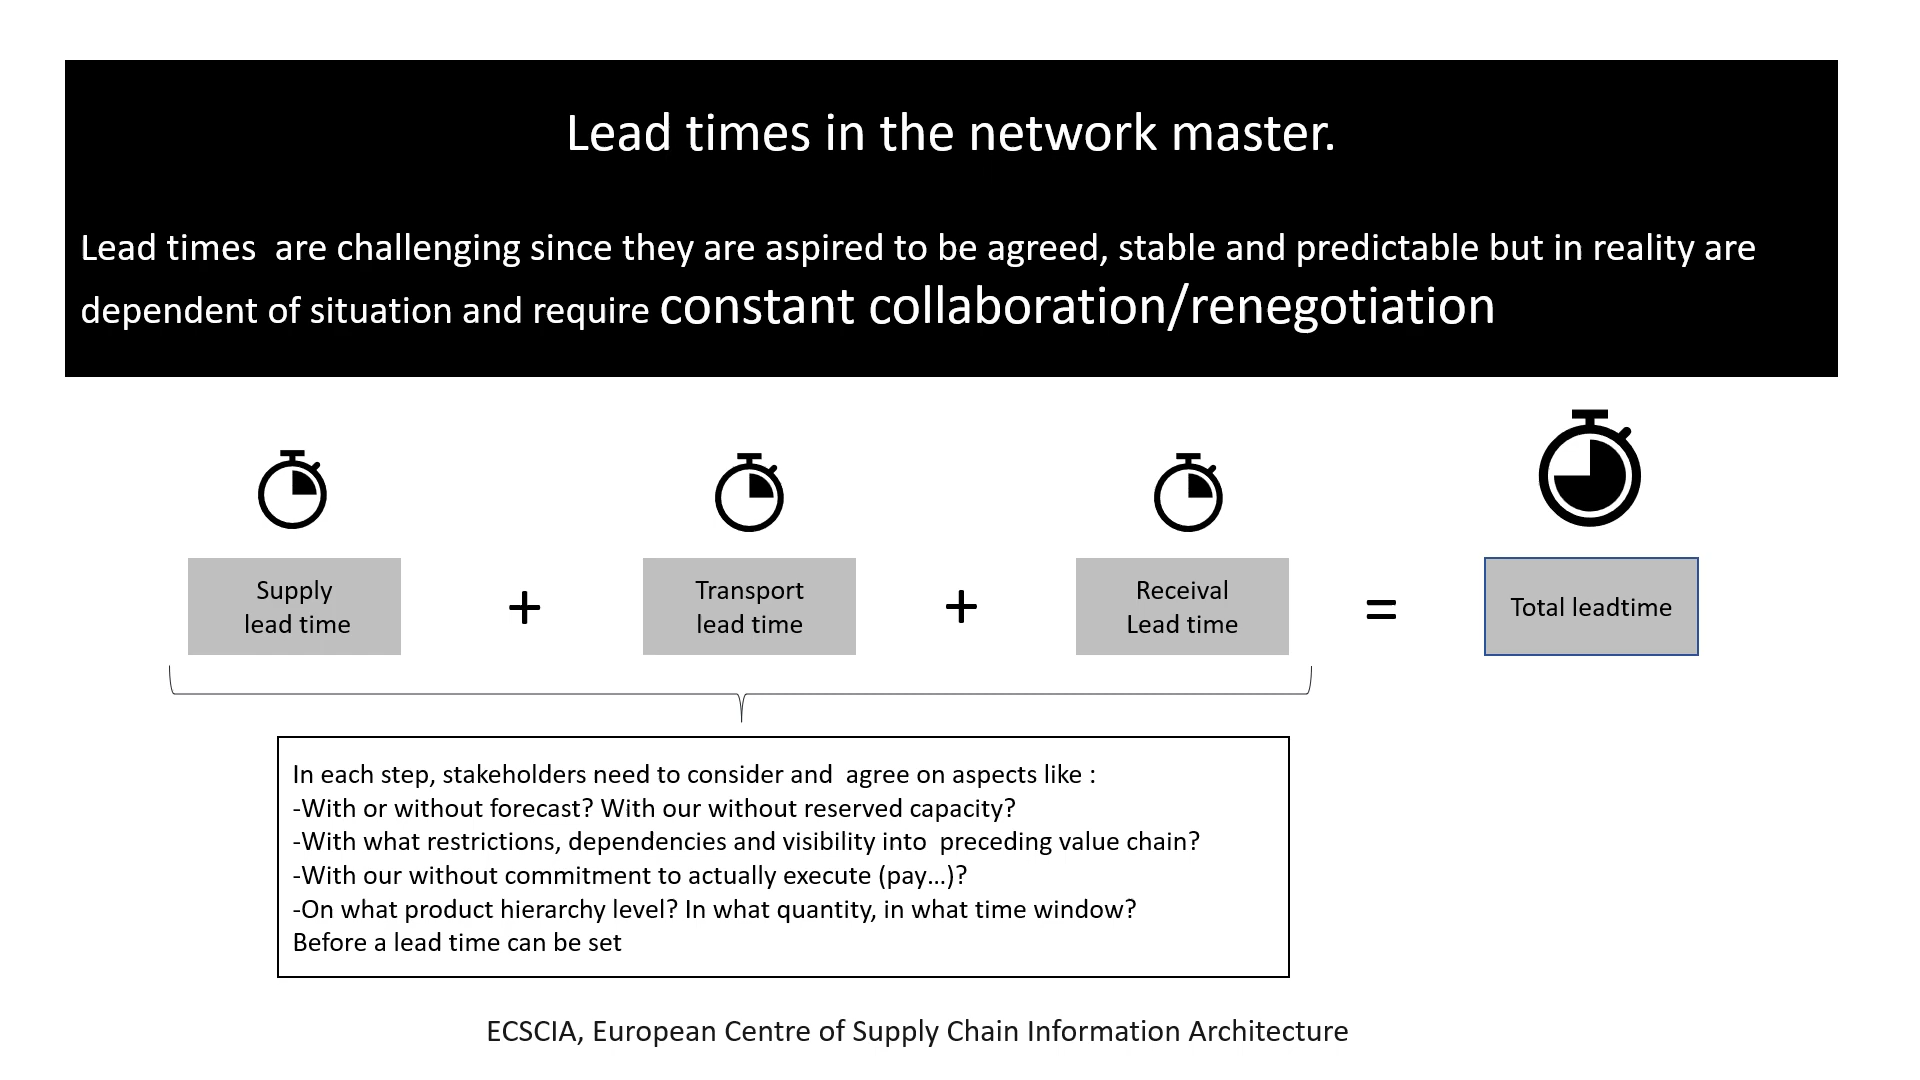 Lead times in the network master.
Lead times  are challenging since they are aspired to be agreed, stable and predictable but in reality are
dependent of situation and require constant collaboration/renegotiation
Supply
lead time
+
Transport
lead time
+
Receival
Lead time
=
Total leadtime
In each step, stakeholders need to consider and  agree on aspects like :
-With or without forecast? With our without reserved capacity?
-With what restrictions, dependencies and visibility into  preceding value chain?
-With our without commitment to actually execute (pay...)?
-On what product hierarchy level? In what quantity, in what time window?
Before a lead time can be set
ECSCIA, European Centre of Supply Chain Information Architecture